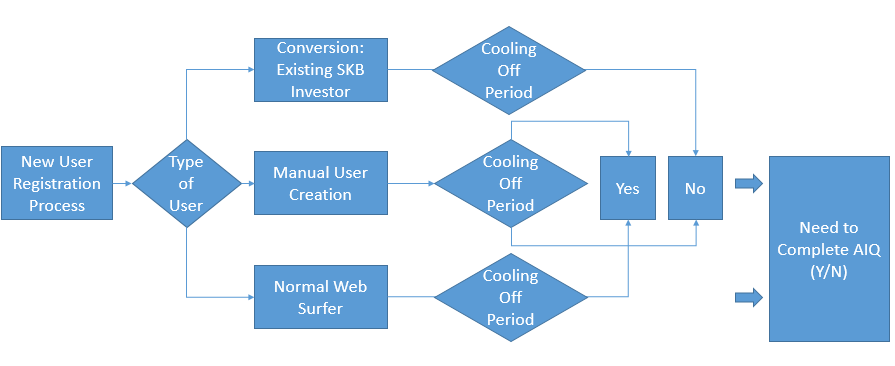 New User
Registration
Process
Type
of
User
Conversion:
Existing SKB
Investor
Cooling
Off
Period
Manual User
Creation
Cooling
Off
Period
Normal Web
Surfer
Cooling
Off
Period
Yes
No
Need to
Complete AIQ
(Y/N)